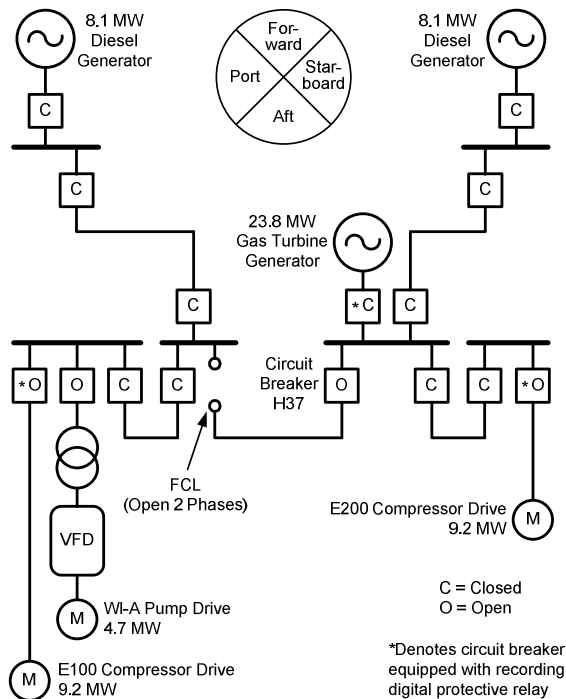 8.1 MW
Diesel
Generator
For-
ward
Port
Star-
board
Aft
8.1 MW
Diesel
Generator
C
C
C
C
23.8 MW
Gas Turbine
Generator
C
*C
C
*O
O
C
C
Circuit
Breaker
H37
O
C
C
*O
FCL
(Open 2 Phases)
VFD
E200 Compressor Drive
9.2 MW
M
M
WI-A Pump Drive
4.7 MW
C = Closed
O = Open
M
E100 Compressor Drive
9.2 MW
*Denotes circuit breaker
equipped with recording
digital protective relay